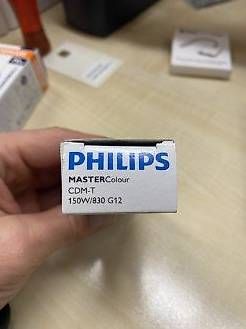 PHILIPS
MASTERColour
CDM-T
150W/830 G12